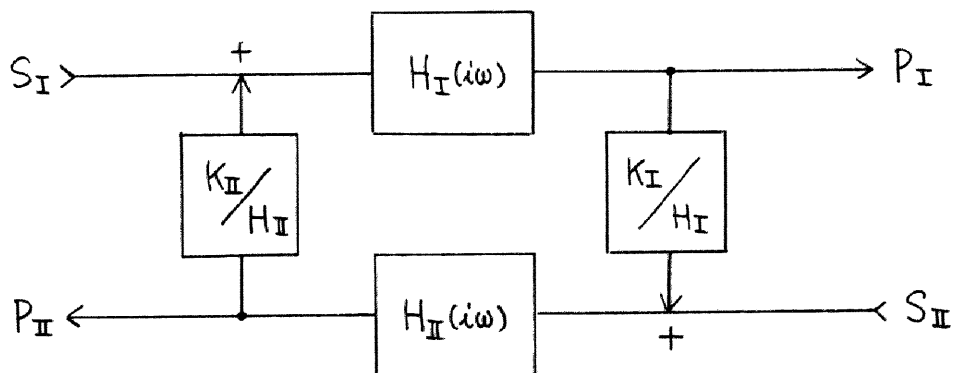 +
S_I H_I(iω) P_I
K_II/H_II K_I/H_I
P_II H_II(iω) S_II
+